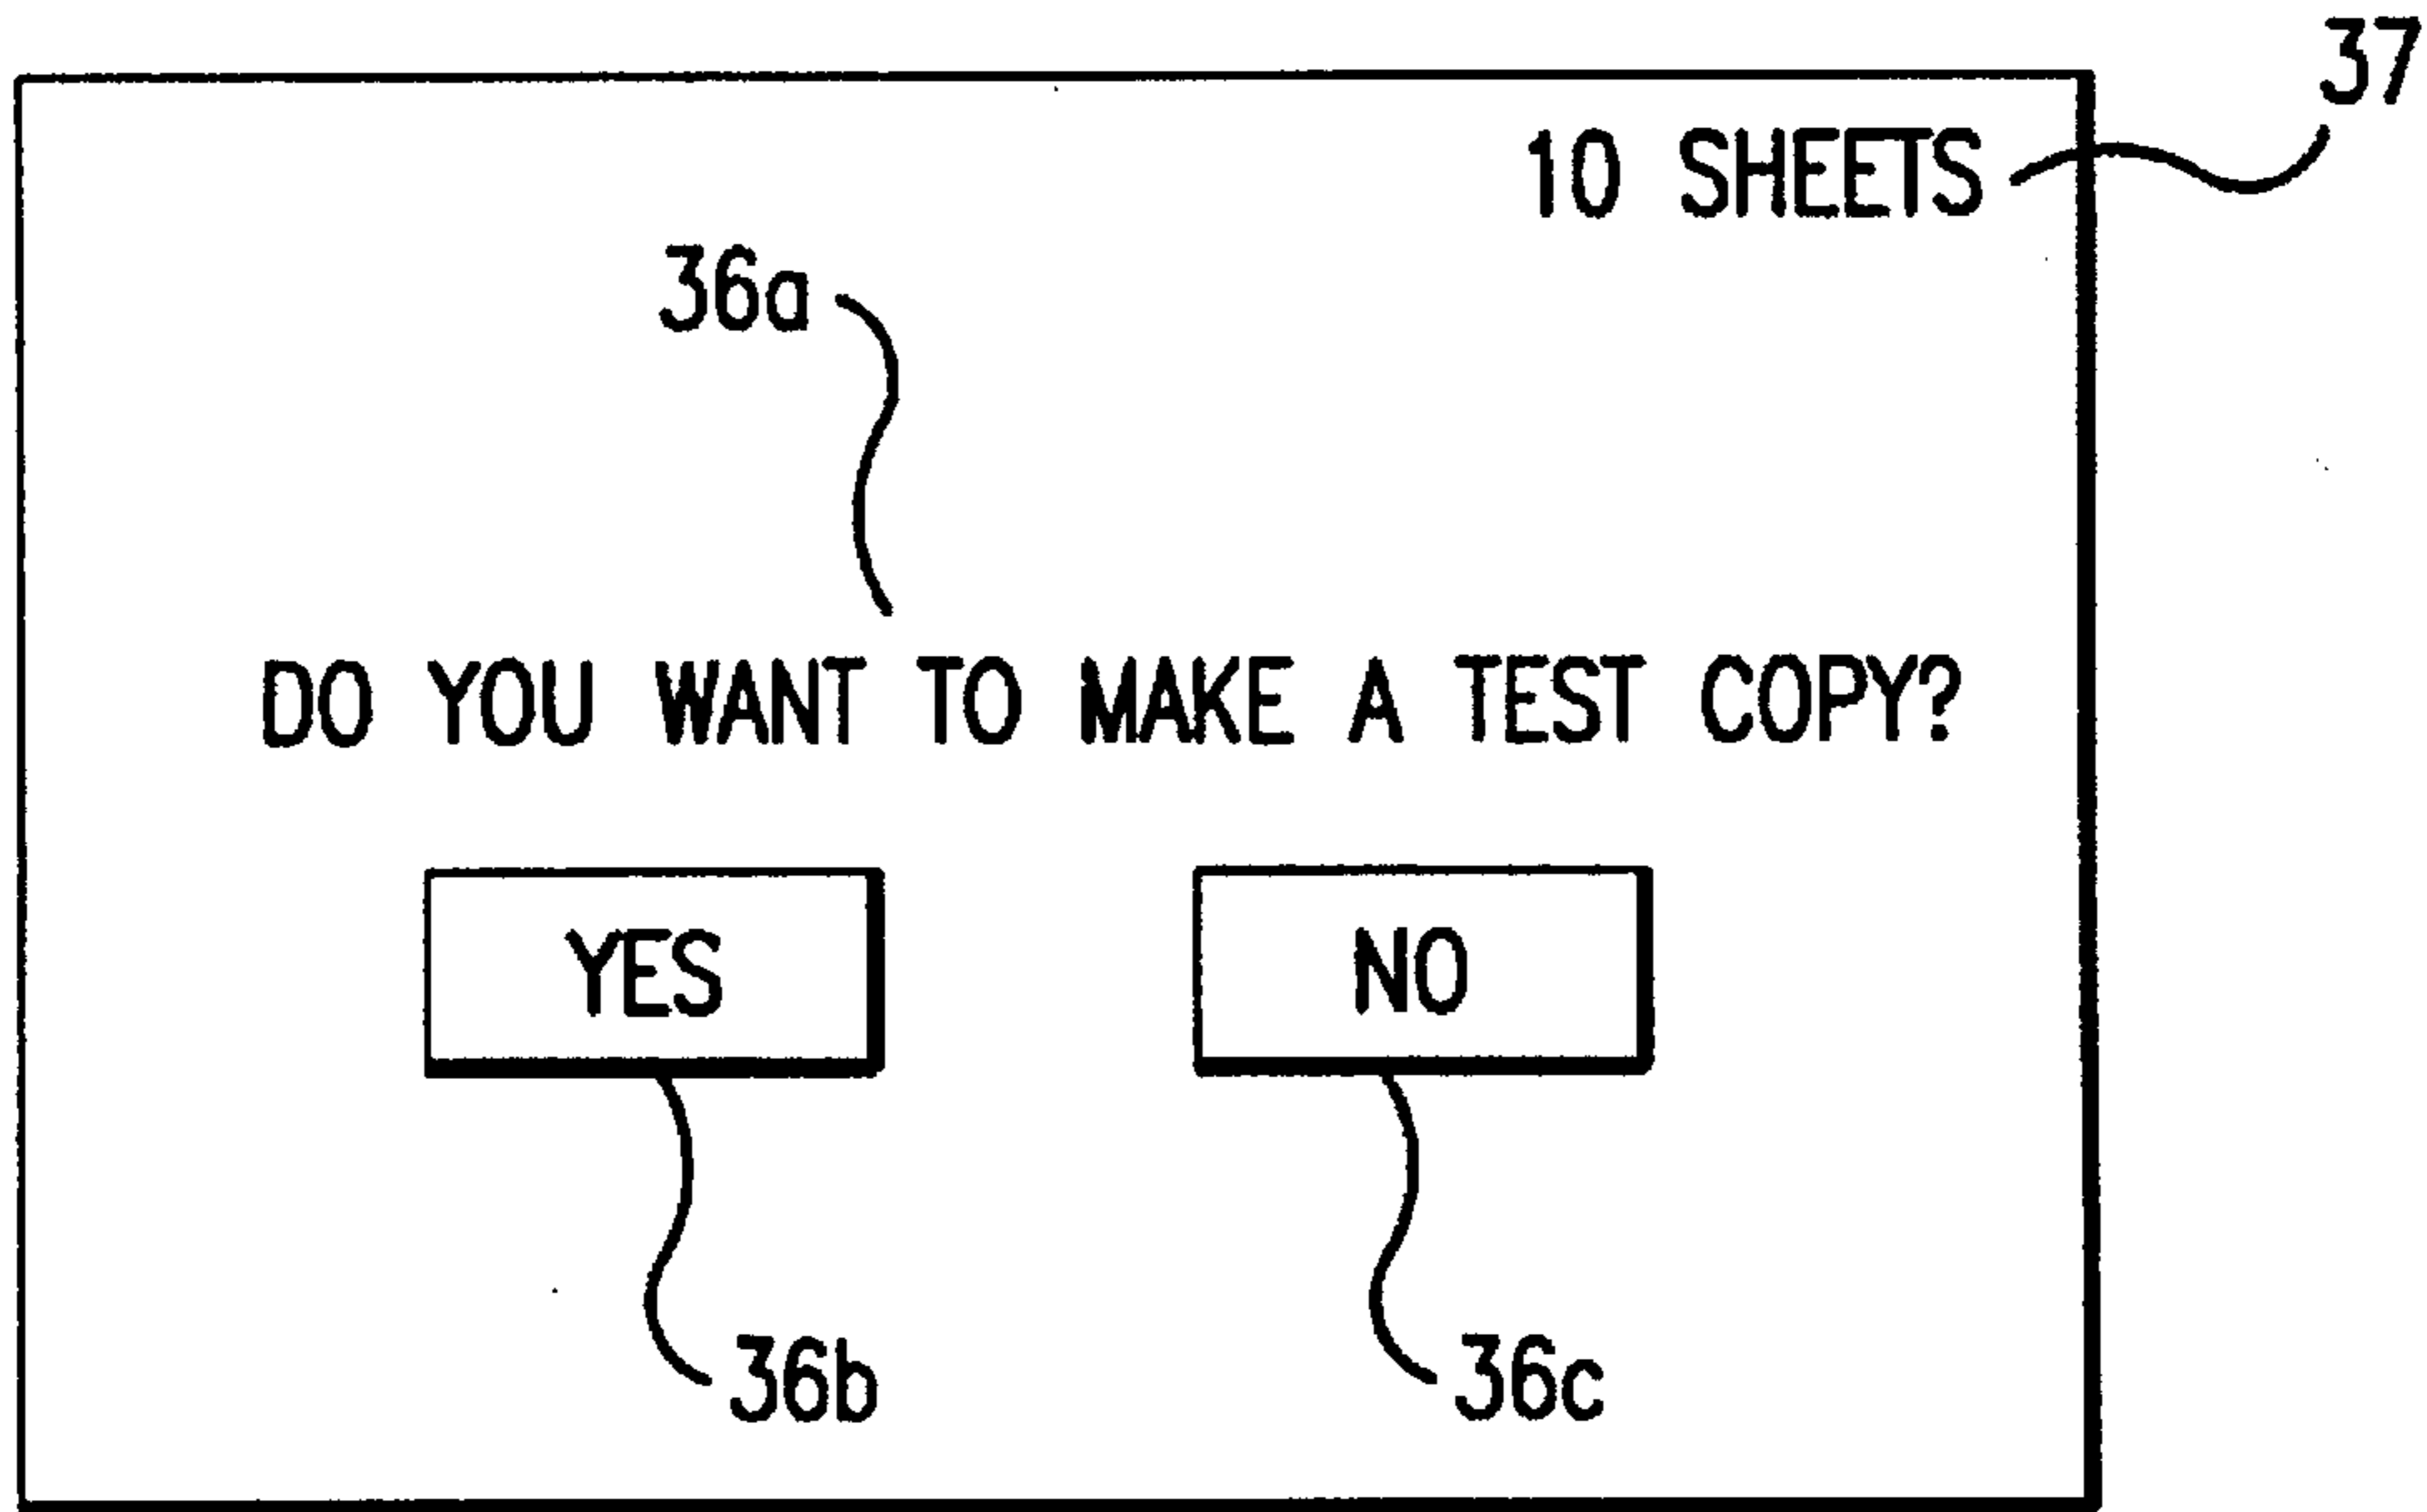 37
10 SHEETS
36a
DO YOU WANT TO MAKE A TEST COPY?
YES NO
36b 36c